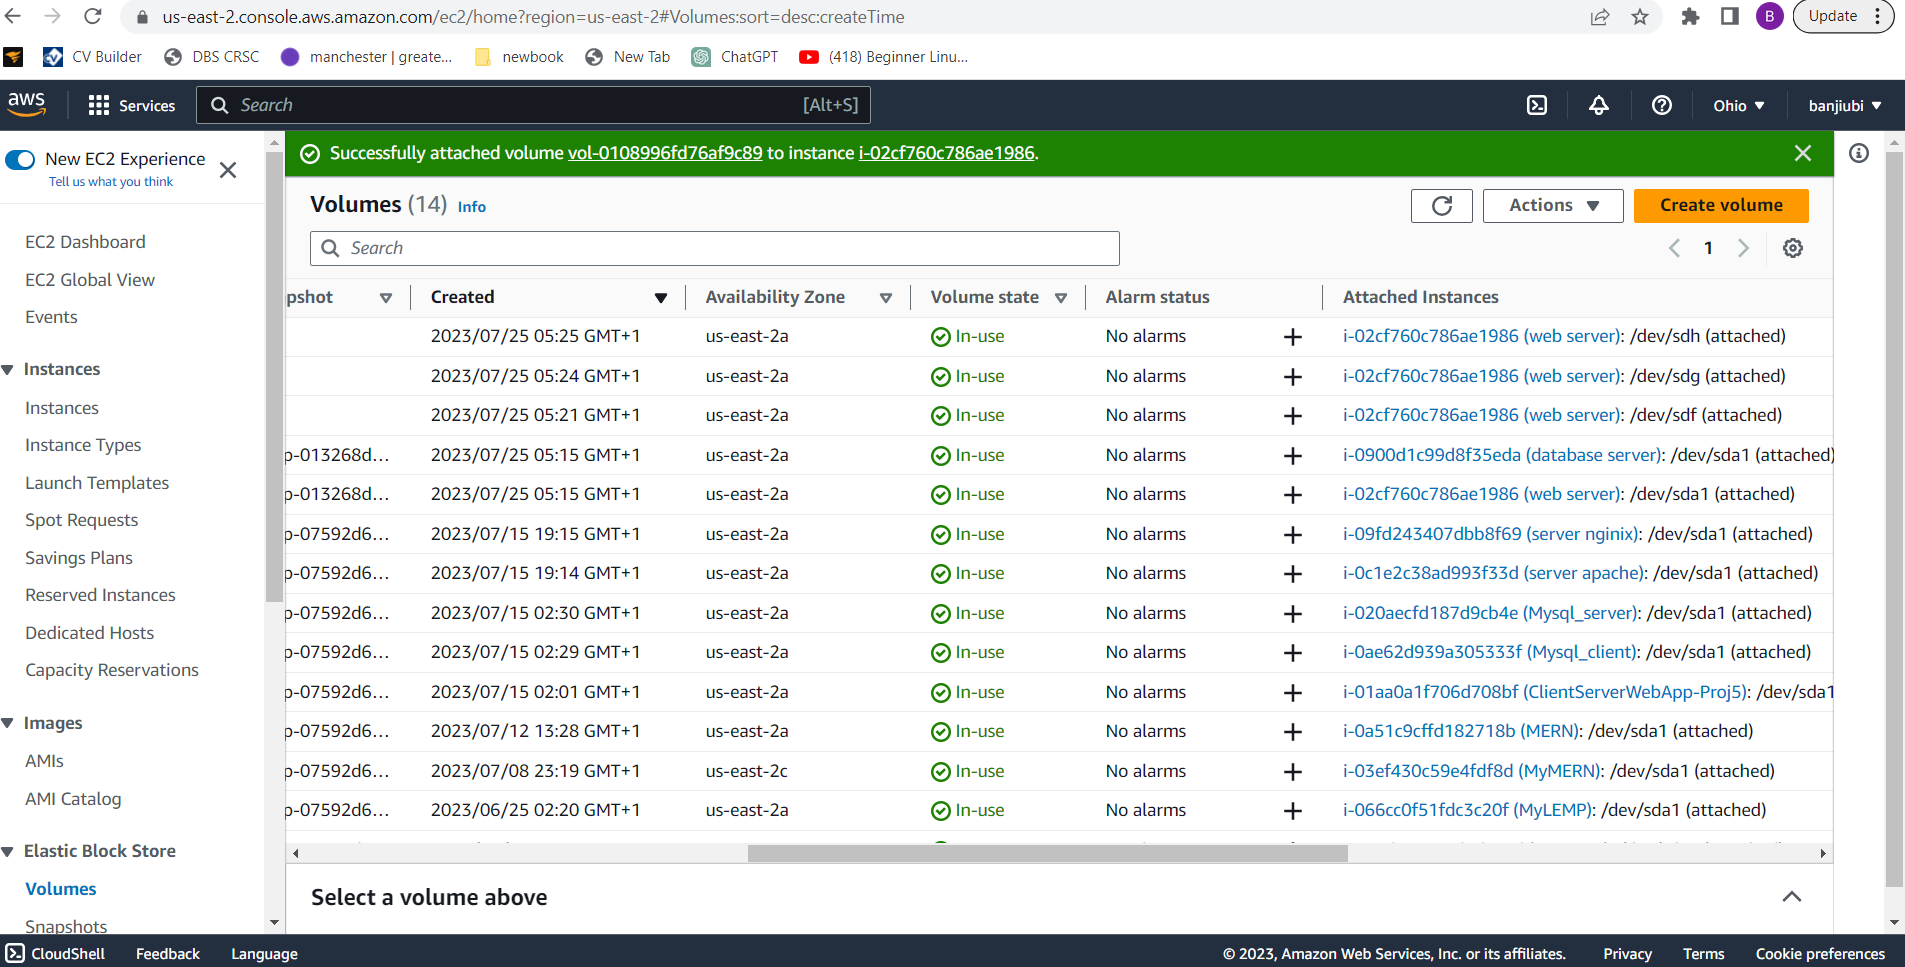 us-east-2.console.aws.amazon.com/ec2/home?region=us-east-2#Volumes:sort=desc:createTime
B
Update
CV Builder
DBS CRSC
manchester | greate...
newbook
New Tab
ChatGPT
(418) Beginner Linu...
aws
Services
Search
[Alt+S]
Ohio
banjiubi
New EC2 Experience
Tell us what you think
EC2 Dashboard
EC2 Global View
Events
Instances
Instances
Instance Types
Launch Templates
Spot Requests
Savings Plans
Reserved Instances
Dedicated Hosts
Capacity Reservations
Images
AMIs
AMI Catalog
Elastic Block Store
Volumes
Snapshots
Successfully attached volume vol-0108996fd76af9c89 to instance i-02cf760c786ae1986.
Volumes (14) Info
Actions
Create volume
Search
1
pshot Created Availability Zone Volume state Alarm status Attached Instances
2023/07/25 05:25 GMT+1 us-east-2a In-use No alarms + i-02cf760c786ae1986 (web server): /dev/sdh (attached)
2023/07/25 05:24 GMT+1 us-east-2a In-use No alarms + i-02cf760c786ae1986 (web server): /dev/sdg (attached)
2023/07/25 05:21 GMT+1 us-east-2a In-use No alarms + i-02cf760c786ae1986 (web server): /dev/sdf (attached)
p-013268d... 2023/07/25 05:15 GMT+1 us-east-2a In-use No alarms + i-0900d1c99d8f35eda (database server): /dev/sda1 (attached)
p-013268d... 2023/07/25 05:15 GMT+1 us-east-2a In-use No alarms + i-02cf760c786ae1986 (web server): /dev/sda1 (attached)
p-07592d6... 2023/07/15 19:15 GMT+1 us-east-2a In-use No alarms + i-09fd243407dbb8f69 (server nginix): /dev/sda1 (attached)
p-07592d6... 2023/07/15 19:14 GMT+1 us-east-2a In-use No alarms + i-0c1e2c38ad993f33d (server apache): /dev/sda1 (attached)
p-07592d6... 2023/07/15 02:30 GMT+1 us-east-2a In-use No alarms + i-020aecfd187d9cb4e (Mysql_server): /dev/sda1 (attached)
p-07592d6... 2023/07/15 02:29 GMT+1 us-east-2a In-use No alarms + i-0ae62d939a305333f (Mysql_client): /dev/sda1 (attached)
p-07592d6... 2023/07/15 02:01 GMT+1 us-east-2a In-use No alarms + i-01aa0a1f706d708bf (ClientServerWebApp-Proj5): /dev/sda1
p-07592d6... 2023/07/12 13:28 GMT+1 us-east-2a In-use No alarms + i-0a51c9cffd182718b (MERN): /dev/sda1 (attached)
p-07592d6... 2023/07/08 23:19 GMT+1 us-east-2c In-use No alarms + i-03ef430c59e4fdf8d (MyMERN): /dev/sda1 (attached)
p-07592d6... 2023/06/25 02:20 GMT+1 us-east-2a In-use No alarms + i-066cc0f51fdc3c20f (MyLEMP): /dev/sda1 (attached)
Select a volume above
CloudShell Feedback Language © 2023, Amazon Web Services, Inc. or its affiliates. Privacy Terms Cookie preferences